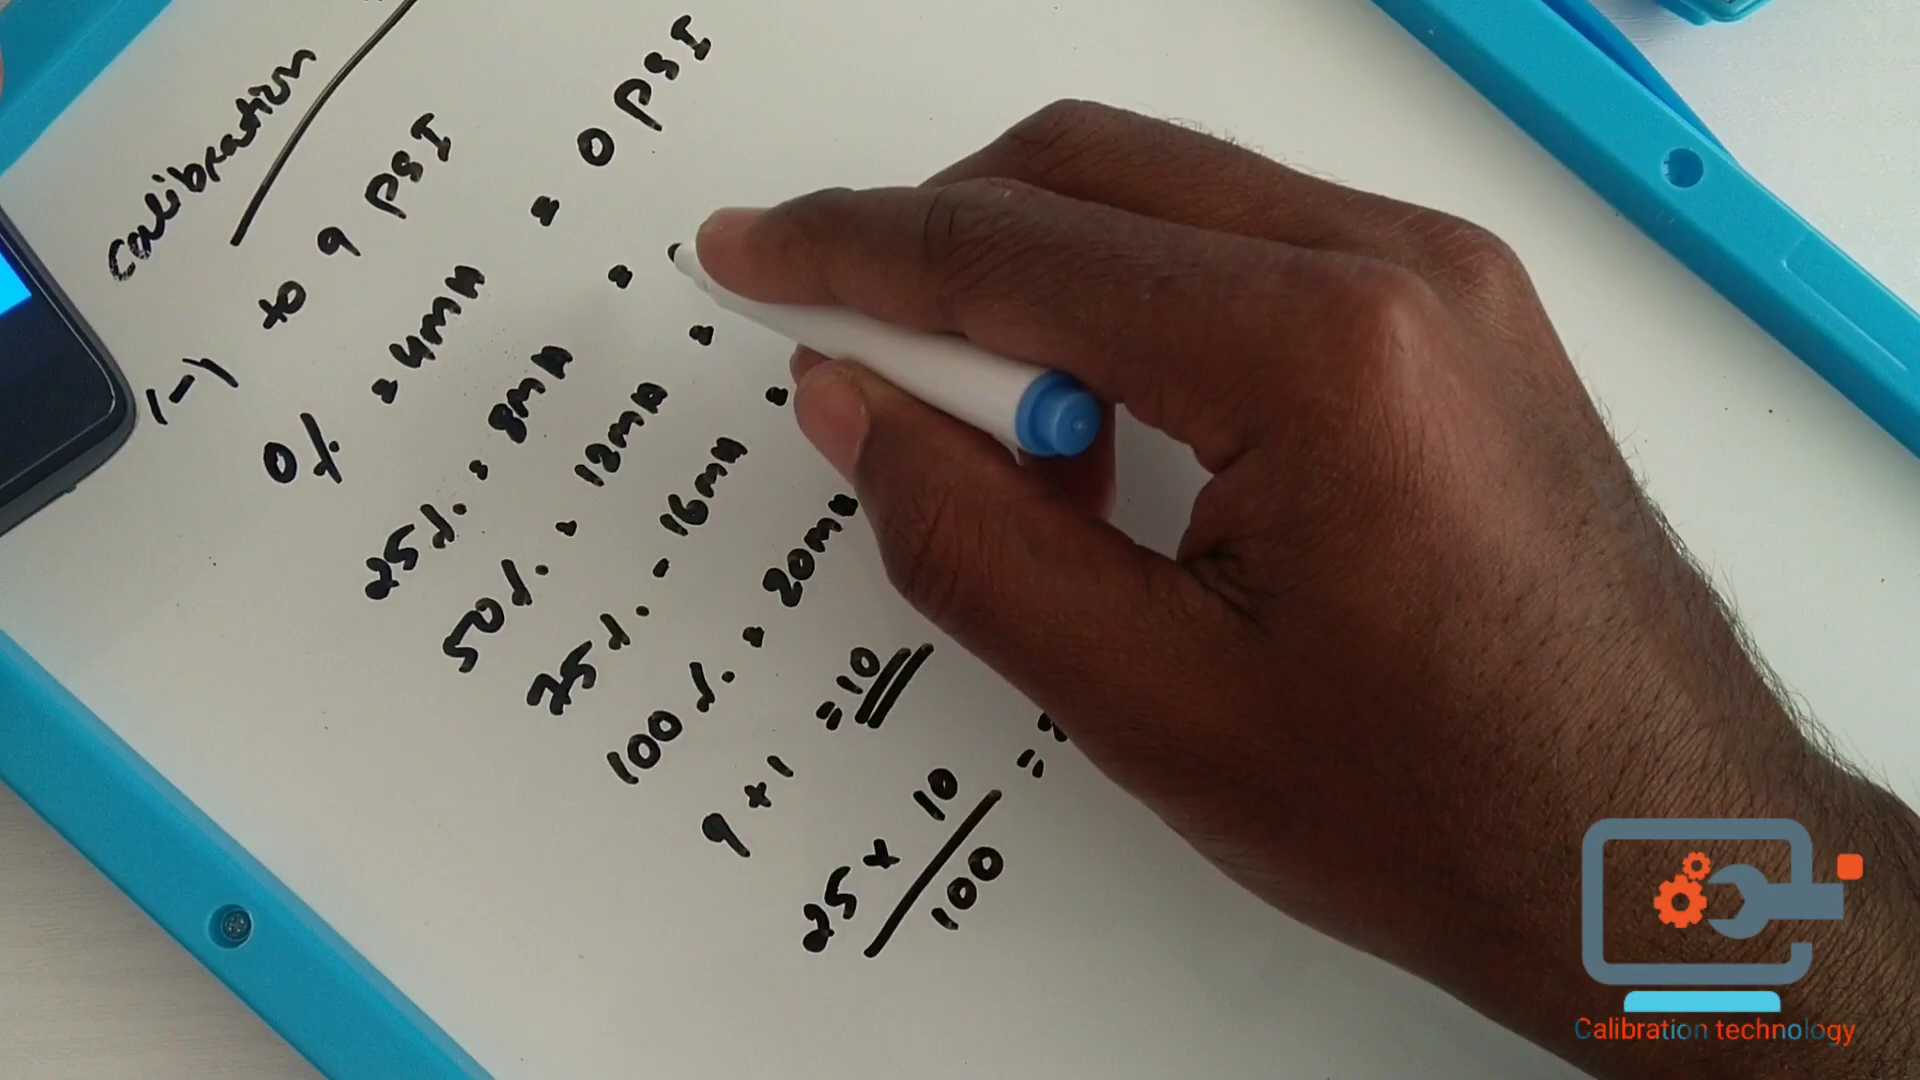 calibration
(-1) to 9 PSI
0% = 4mA = 0 PSI
25% = 8mA =
50% = 12mA =
75% - 16mA =
100% = 20mA
9 + 1 = 10
25 x 10 =
100
Calibration technology